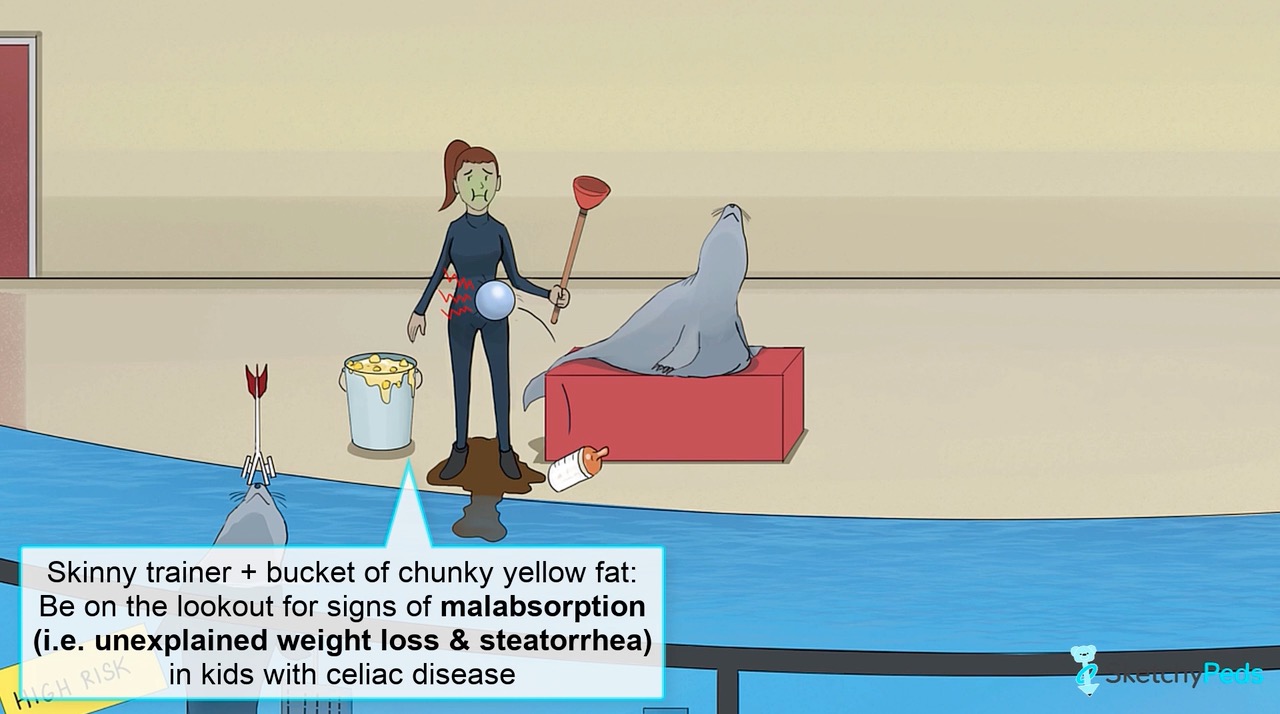 Skinny trainer + bucket of chunky yellow fat:
Be on the lookout for signs of malabsorption
(i.e. unexplained weight loss & steatorrhea)
in kids with celiac disease
HIGH RISK
SketchyPeds